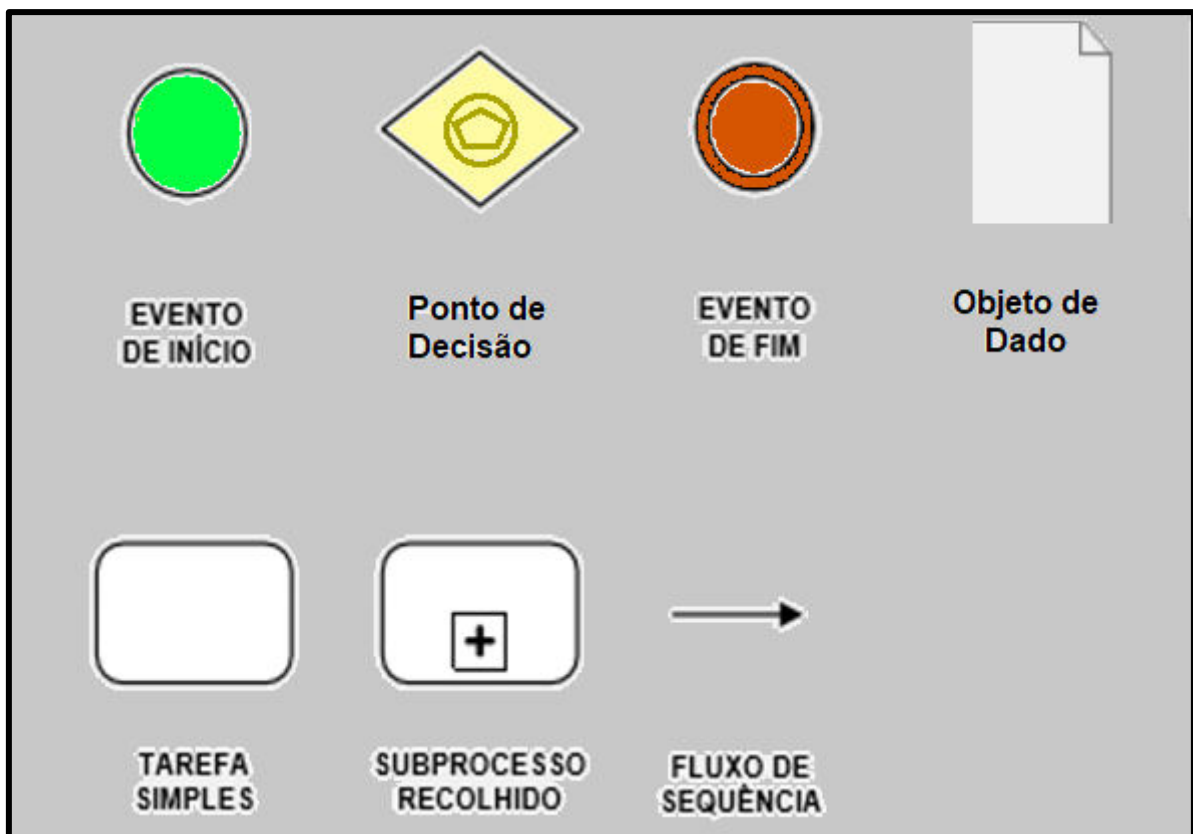 EVENTO
DE INÍCIO
Ponto de
Decisão
EVENTO
DE FIM
Objeto de
Dado
TAREFA
SIMPLES
SUBPROCESSO
RECOLHIDO
FLUXO DE
SEQUÊNCIA